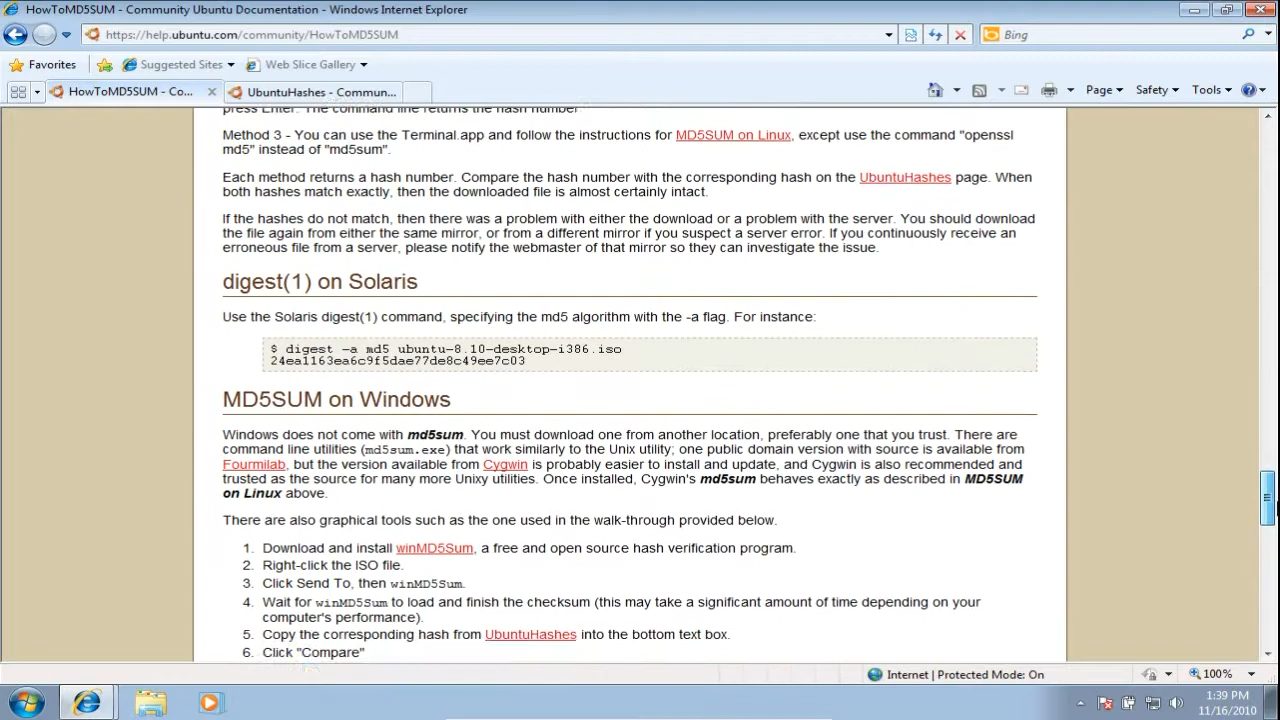 HowToMD5SUM - Community Ubuntu Documentation - Windows Internet Explorer
https://help.ubuntu.com/community/HowToMD5SUM
Bing
Favorites
Suggested Sites
Web Slice Gallery
HowToMD5SUM - Co...
UbuntuHashes - Commun...
Page
Safety
Tools
press Enter. The command line returns the hash number
Method 3 - You can use the Terminal.app and follow the instructions for MD5SUM on Linux, except use the command "openssl
md5" instead of "md5sum".
Each method returns a hash number. Compare the hash number with the corresponding hash on the UbuntuHashes page. When
both hashes match exactly, then the downloaded file is almost certainly intact.
If the hashes do not match, then there was a problem with either the download or a problem with the server. You should download
the file again from either the same mirror, or from a different mirror if you suspect a server error. If you continuously receive an
erroneous file from a server, please notify the webmaster of that mirror so they can investigate the issue.
digest(1) on Solaris
Use the Solaris digest(1) command, specifying the md5 algorithm with the -a flag. For instance:
$ digest -a md5 ubuntu-8.10-desktop-i386.iso
24ea1163ea6c9f5dae77de8c49ee7c03
MD5SUM on Windows
Windows does not come with md5sum. You must download one from another location, preferably one that you trust. There are
command line utilities (md5sum.exe) that work similarly to the Unix utility; one public domain version with source is available from
Fourmilab, but the version available from Cygwin is probably easier to install and update, and Cygwin is also recommended and
trusted as the source for many more Unixy utilities. Once installed, Cygwin's md5sum behaves exactly as described in MD5SUM
on Linux above.
There are also graphical tools such as the one used in the walk-through provided below.
1. Download and install winMD5Sum, a free and open source hash verification program.
2. Right-click the ISO file.
3. Click Send To, then winMD5Sum.
4. Wait for winMD5Sum to load and finish the checksum (this may take a significant amount of time depending on your
computer's performance).
5. Copy the corresponding hash from UbuntuHashes into the bottom text box.
6. Click "Compare"
Internet | Protected Mode: On
100%
1:39 PM
11/16/2010